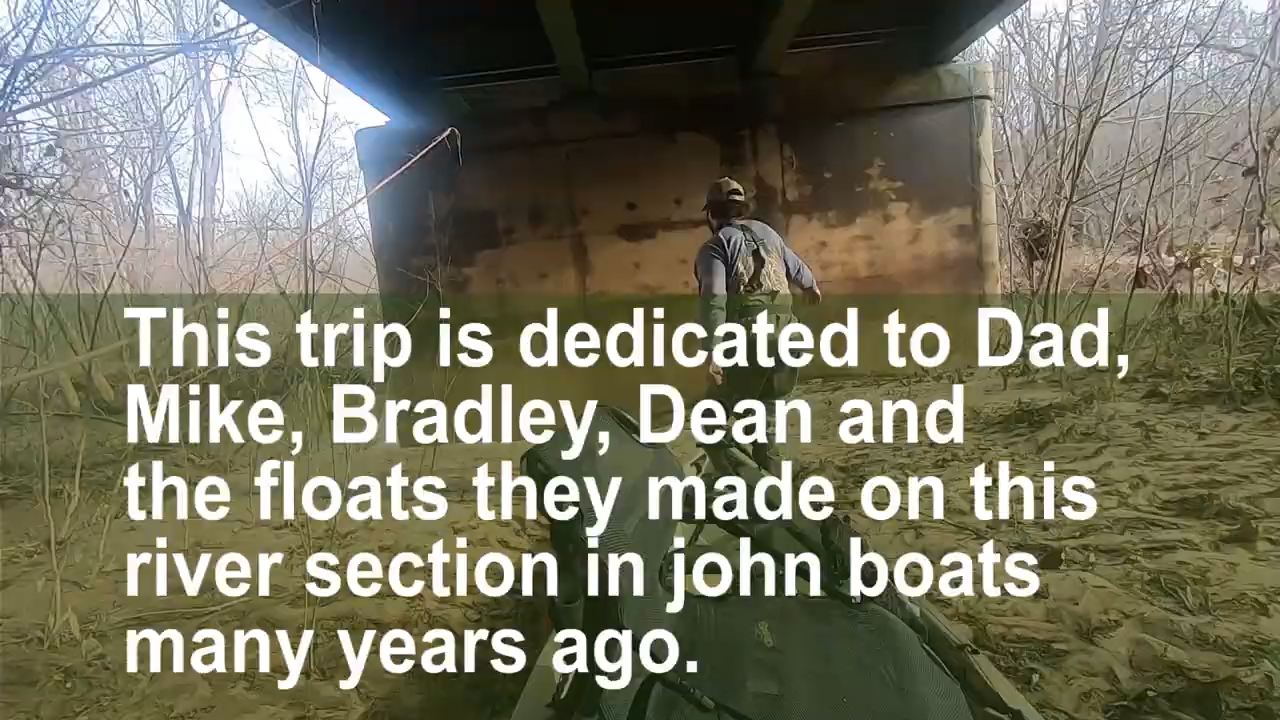 This trip is dedicated to Dad,
Mike, Bradley, Dean and
the floats they made on this
river section in john boats
many years ago.